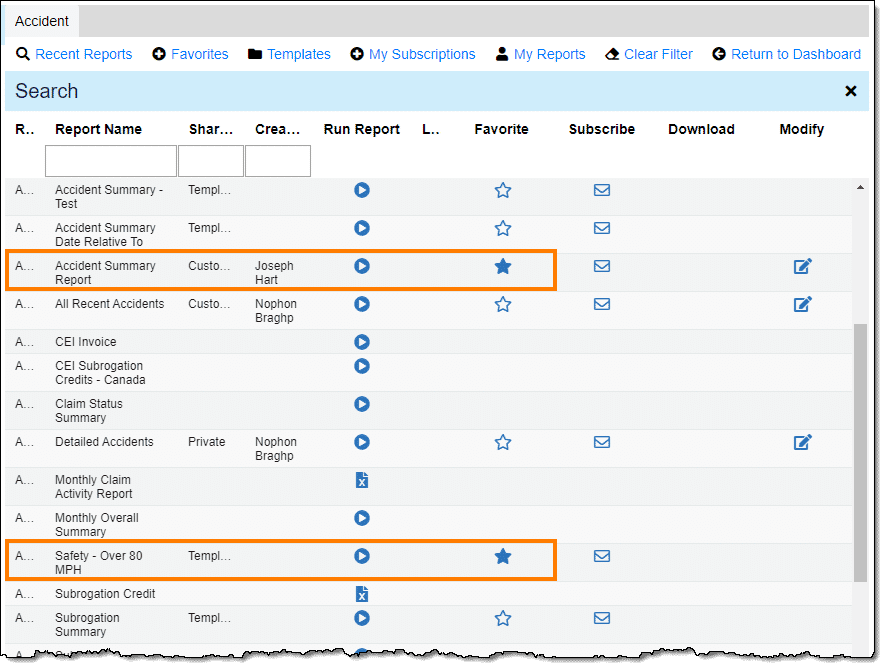 Accident
Recent Reports Favorites Templates My Subscriptions My Reports Clear Filter Return to Dashboard
Search
R.. Report Name Shar... Crea... Run Report L.. Favorite Subscribe Download Modify
A... Accident Summary - Templ...
Test
A... Accident Summary Templ...
Date Relative To
A... Accident Summary Custo... Joseph
Report Hart
A... All Recent Accidents Custo... Nophon
Braghp
A... CEI Invoice
A... CEI Subrogation
Credits - Canada
A... Claim Status
Summary
A... Detailed Accidents Private Nophon
Braghp
A... Monthly Claim
Activity Report
A... Monthly Overall
Summary
A... Safety - Over 80 Templ...
MPH
A... Subrogation Credit
A... Subrogation Templ...
Summary